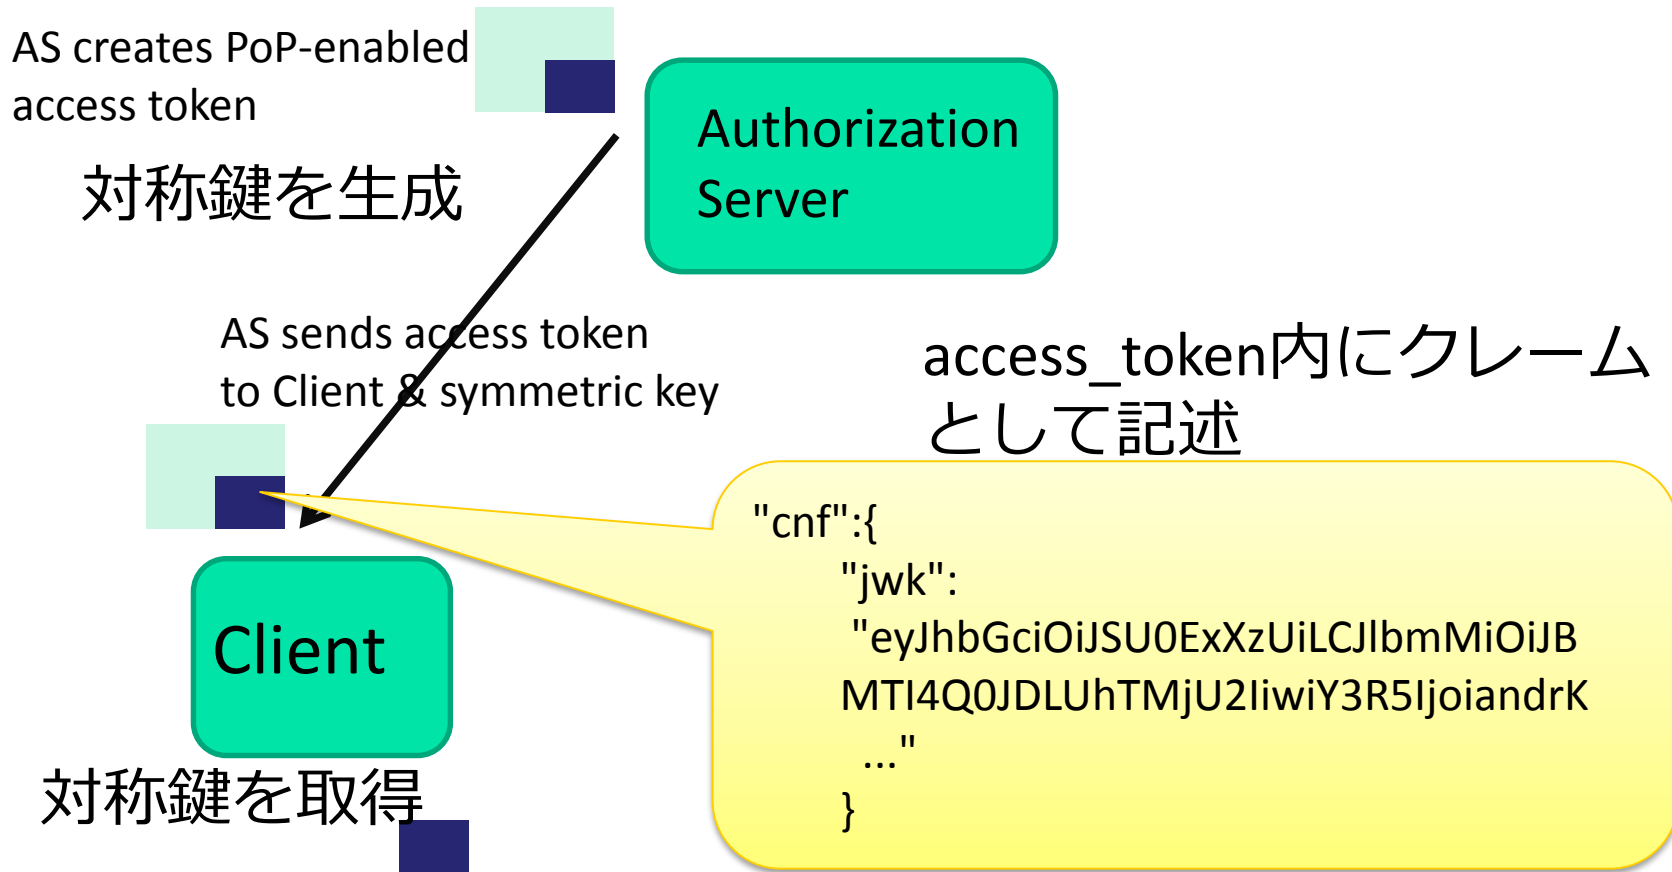 AS creates PoP-enabled
access token
対称鍵を生成
Authorization
Server
AS sends access token
to Client & symmetric key
access_token内にクレーム
として記述
"cnf":{
"jwk":
"eyJhbGciOiJSU0ExXzUiLCJlbmMiOiJB
MTI4Q0JDLUhTMjU2IiwiY3R5IjoiandrK
..."
}
Client
対称鍵を取得